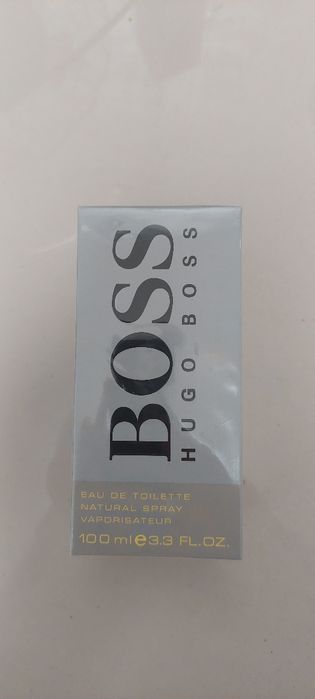 BOSS
HUGO BOSS
EAU DE TOILETTE
NATURAL SPRAY
VAPORISATEUR
100 ml e 3.3 FL.OZ.